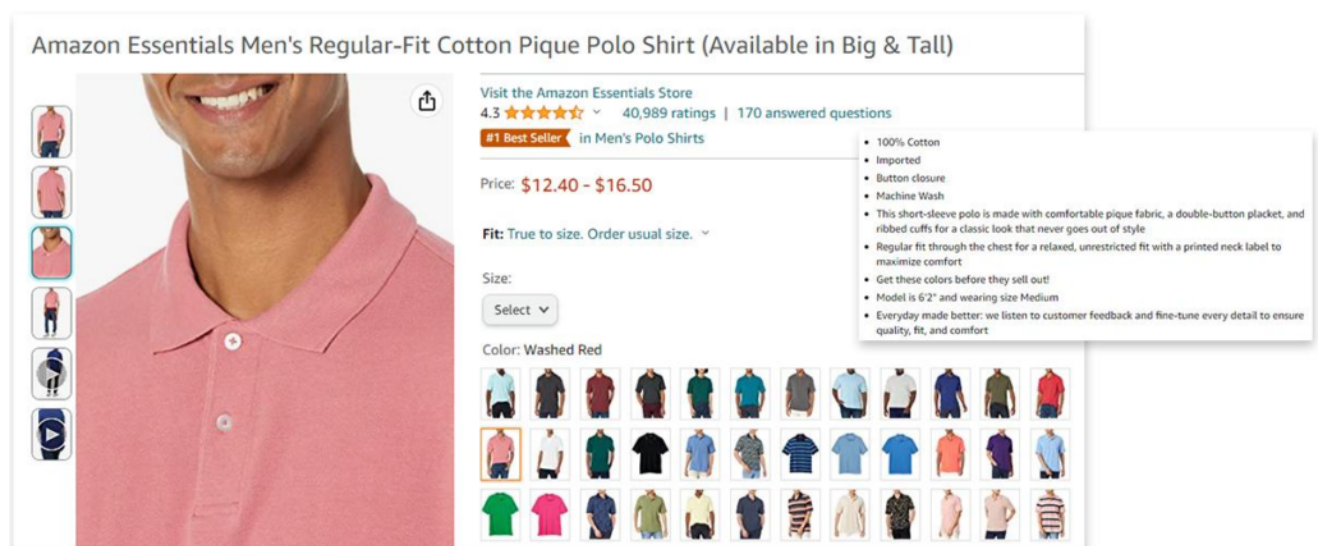 Amazon Essentials Men's Regular-Fit Cotton Pique Polo Shirt (Available in Big & Tall)
Visit the Amazon Essentials Store
4.3 40,989 ratings | 170 answered questions
#1 Best Seller in Men's Polo Shirts
Price: $12.40 - $16.50
Fit: True to size. Order usual size.
Size:
Select
Color: Washed Red
• 100% Cotton
• Imported
• Button closure
• Machine Wash
• This short-sleeve polo is made with comfortable pique fabric, a double-button placket, and
ribbed cuffs for a classic look that never goes out of style
• Regular fit through the chest for a relaxed, unrestricted fit with a printed neck label to
maximize comfort
• Get these colors before they sell out!
• Model is 6'2" and wearing size Medium
• Everyday made better: we listen to customer feedback and fine-tune every detail to ensure
quality, fit, and comfort